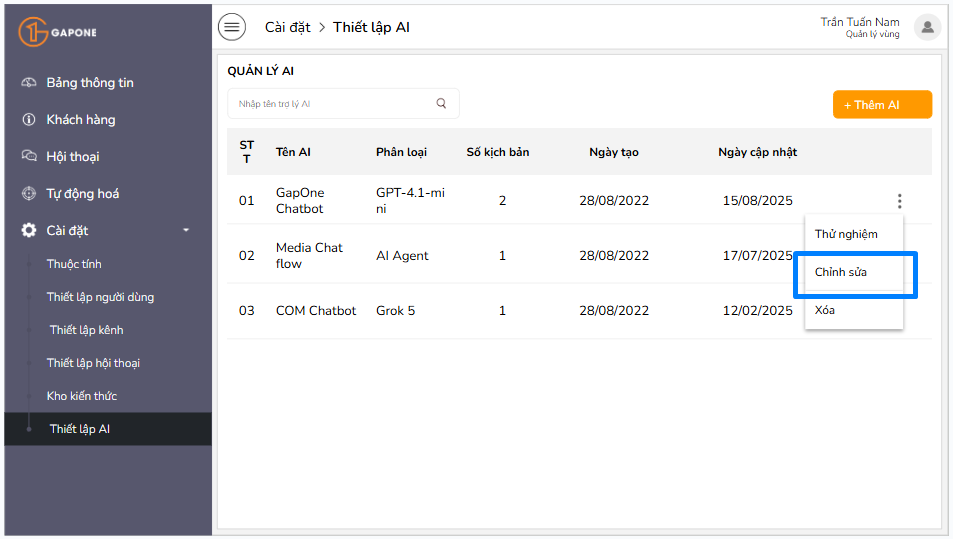 GAPONE
Cài đặt > Thiết lập AI
Trần Tuấn Nam
Quản lý vùng
Bảng thông tin
Khách hàng
Hội thoại
Tự động hoá
Cài đặt
Thuộc tính
Thiết lập người dùng
Thiết lập kênh
Thiết lập hội thoại
Kho kiến thức
Thiết lập AI
QUẢN LÝ AI
Nhập tên trợ lý AI
+ Thêm AI
ST
T
Tên AI
Phân loại
Số kịch bản
Ngày tạo
Ngày cập nhật
01
GapOne
Chatbot
GPT-4.1-mi
ni
2
28/08/2022
15/08/2025
02
Media Chat
flow
AI Agent
1
28/08/2022
17/07/2025
03
COM Chatbot
Grok 5
1
28/08/2022
12/02/2025
Thử nghiệm
Chỉnh sửa
Xóa